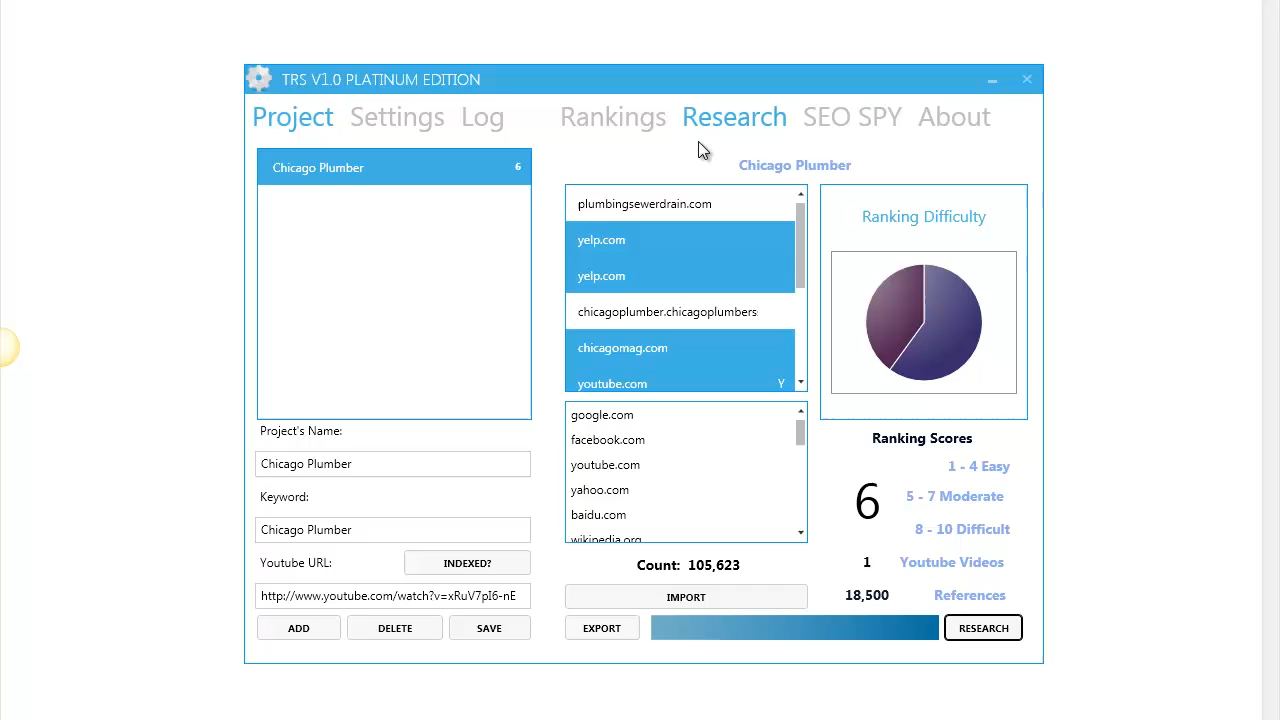 TRS V1.0 PLATINUM EDITION
Project Settings Log Rankings Research SEO SPY About
Chicago Plumber 6
Project's Name:
Chicago Plumber
Keyword:
Chicago Plumber
Youtube URL: INDEXED?
http://www.youtube.com/watch?v=xRuV7pI6-nE
ADD DELETE SAVE
Chicago Plumber
plumbingsewerdrain.com
yelp.com
yelp.com
chicagoplumber.chicagoplumbers
chicagomag.com
youtube.com Y
google.com
facebook.com
youtube.com
yahoo.com
baidu.com
wikipedia.org
Count: 105,623
IMPORT
EXPORT
Ranking Difficulty
Ranking Scores
6
1 - 4 Easy
5 - 7 Moderate
8 - 10 Difficult
1 Youtube Videos
18,500 References
RESEARCH